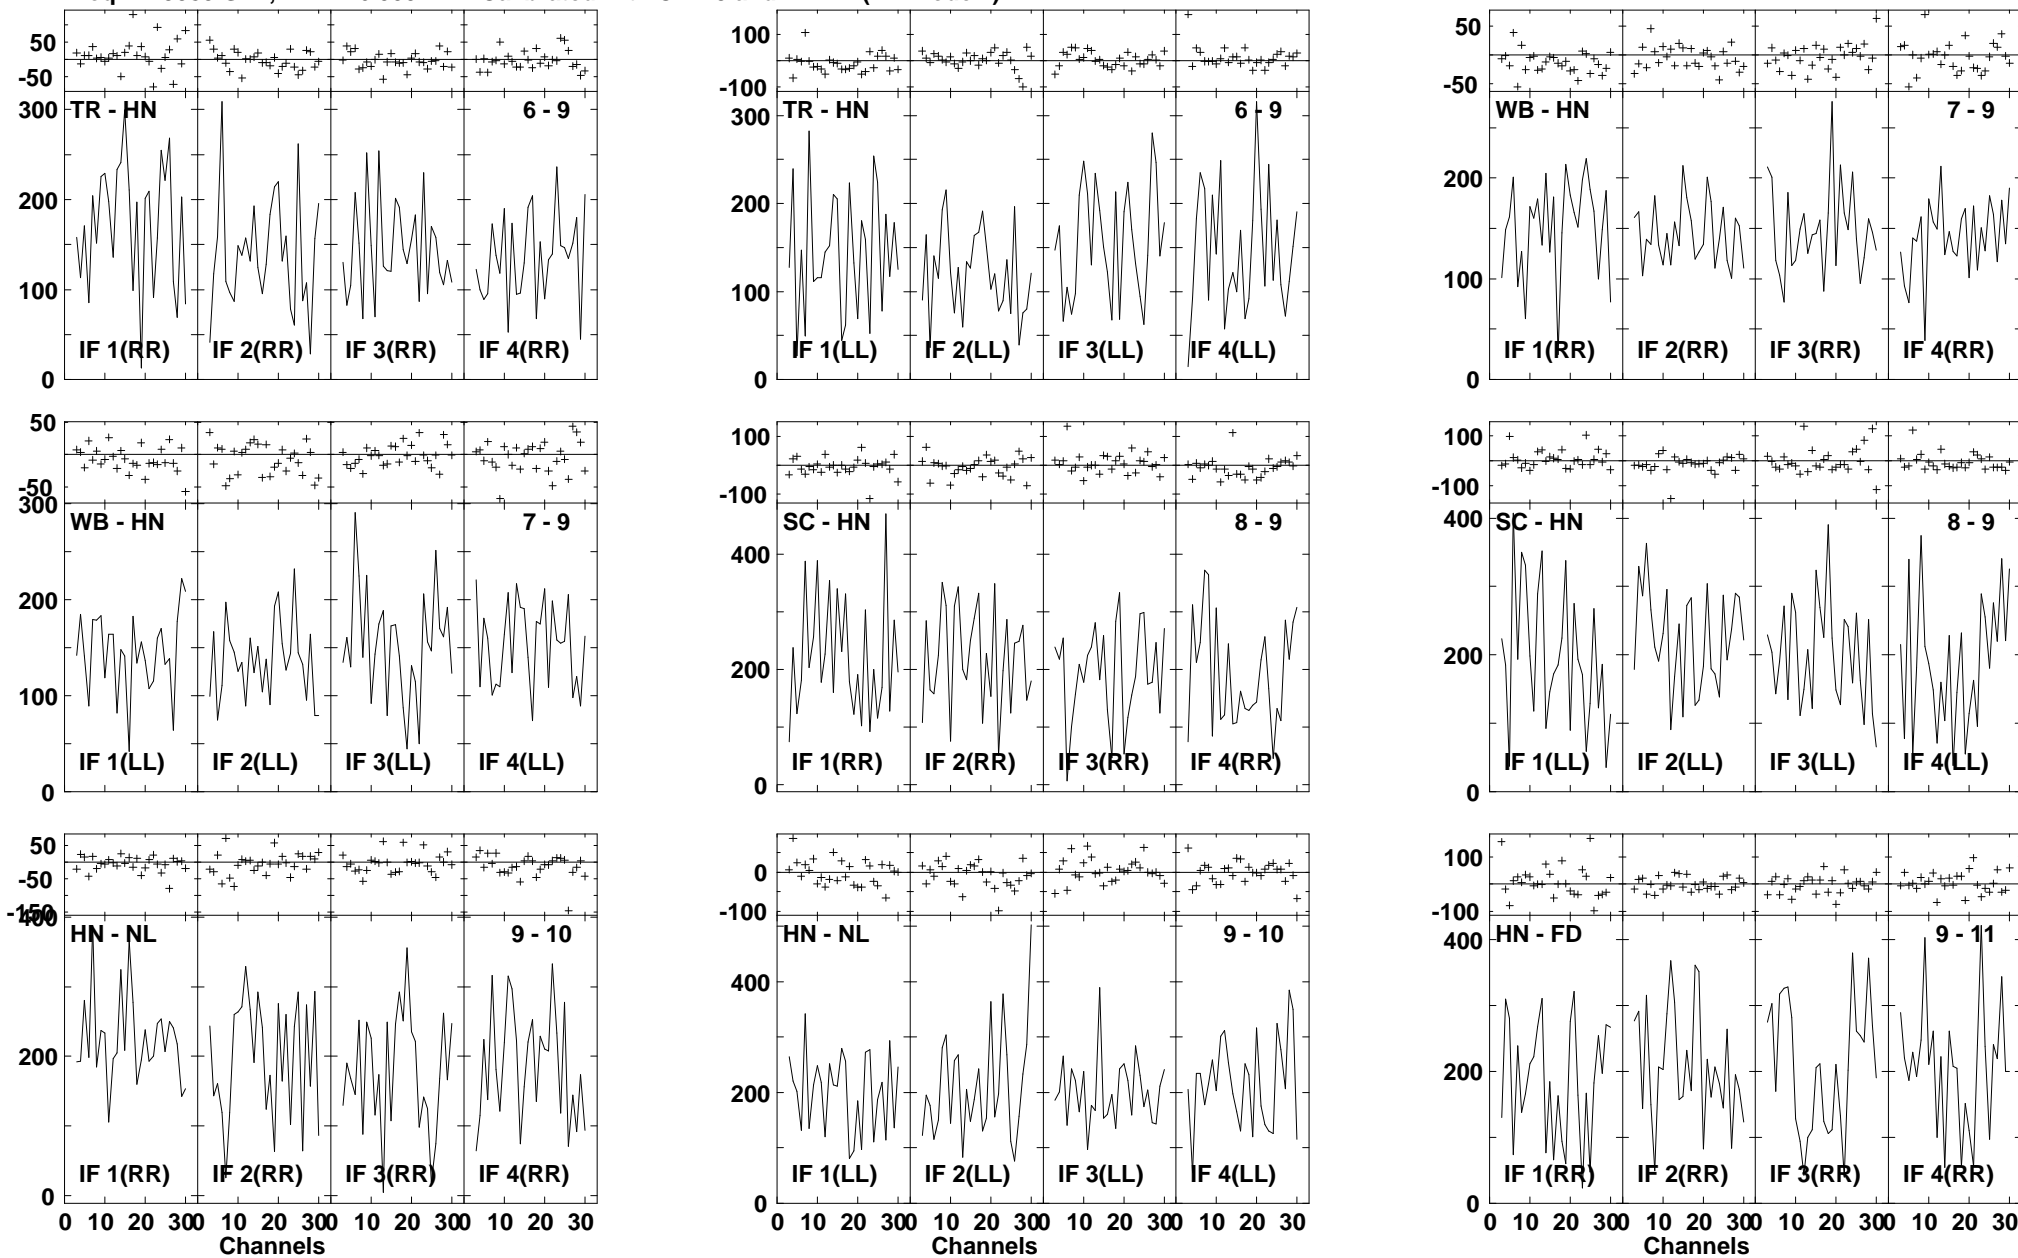 50 100 50
-50 -100 -50
300 TR - HN 6 - 9 300 TR - HN 6 - 9 WB - HN 7 - 9
200 200 200
100 100 100
IF 1(RR) IF 2(RR) IF 3(RR) IF 4(RR) IF 1(LL) IF 2(LL) IF 3(LL) IF 4(LL) IF 1(RR) IF 2(RR) IF 3(RR) IF 4(RR)
0 0 0
50 100 100
-50 -100 -100
300 WB - HN 7 - 9 SC - HN 8 - 9 400 SC - HN 8 - 9
200 400 200
100 200
IF 1(LL) IF 2(LL) IF 3(LL) IF 4(LL) IF 1(RR) IF 2(RR) IF 3(RR) IF 4(RR) IF 1(LL) IF 2(LL) IF 3(LL) IF 4(LL)
0 0 0
50 0 100
-50 -100 -100
-150
400 HN - NL 9 - 10 HN - NL 9 - 10 400 HN - FD 9 - 11
200 400 200
200
IF 1(RR) IF 2(RR) IF 3(RR) IF 4(RR) IF 1(LL) IF 2(LL) IF 3(LL) IF 4(LL) IF 1(RR) IF 2(RR) IF 3(RR) IF 4(RR)
0 0 0
0 10 20 30 0 10 20 30 0 10 20 30 0 10 20 30 0 10 20 30 0 10 20 30 0 10 20 30 0 10 20 30 0 10 20 30 0 10 20 30 0 10 20 30 0 10 20 30
Channels Channels Channels